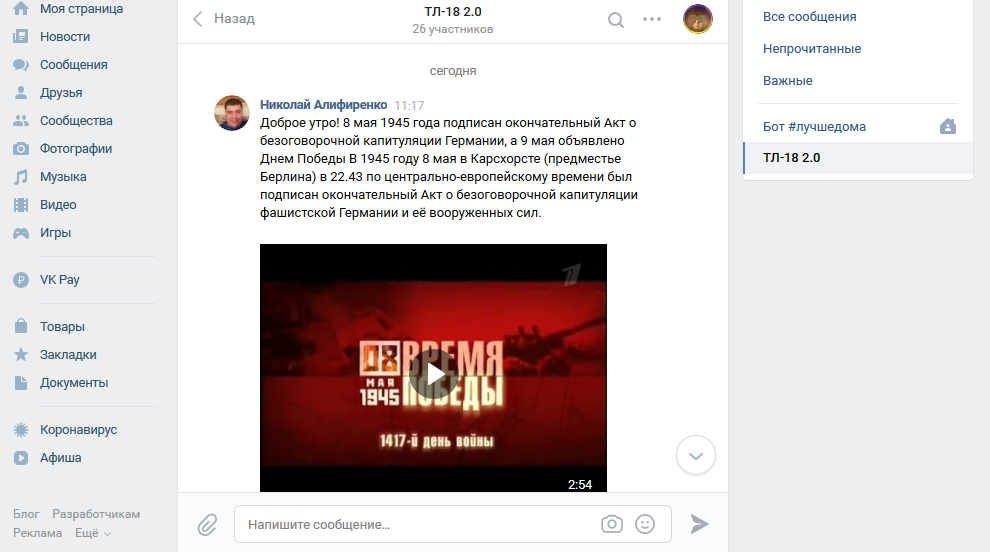 Моя страница
Новости
Сообщения
Друзья
Сообщества
Фотографии
Музыка
Видео
Игры
VK Pay
Товары
Закладки
Документы
Коронавирус
Афиша
Блог Разработчикам
Реклама Ещё
Назад
ТЛ-18 2.0
26 участников
сегодня
Николай Алифиренко 11:17
Доброе утро! 8 мая 1945 года подписан окончательный Акт о
безоговорочной капитуляции Германии, а 9 мая объявлено
Днем Победы В 1945 году 8 мая в Карсхорсте (предместье
Берлина) в 22.43 по центрально-европейскому времени был
подписан окончательный Акт о безоговорочной капитуляции
фашистской Германии и её вооруженных сил.
08 ВРЕМЯ
МАЯ
1945 ПОБЕДЫ
1417-й день войны
2:54
Напишите сообщение...
Все сообщения
Непрочитанные
Важные
Бот #лучшедома
ТЛ-18 2.0